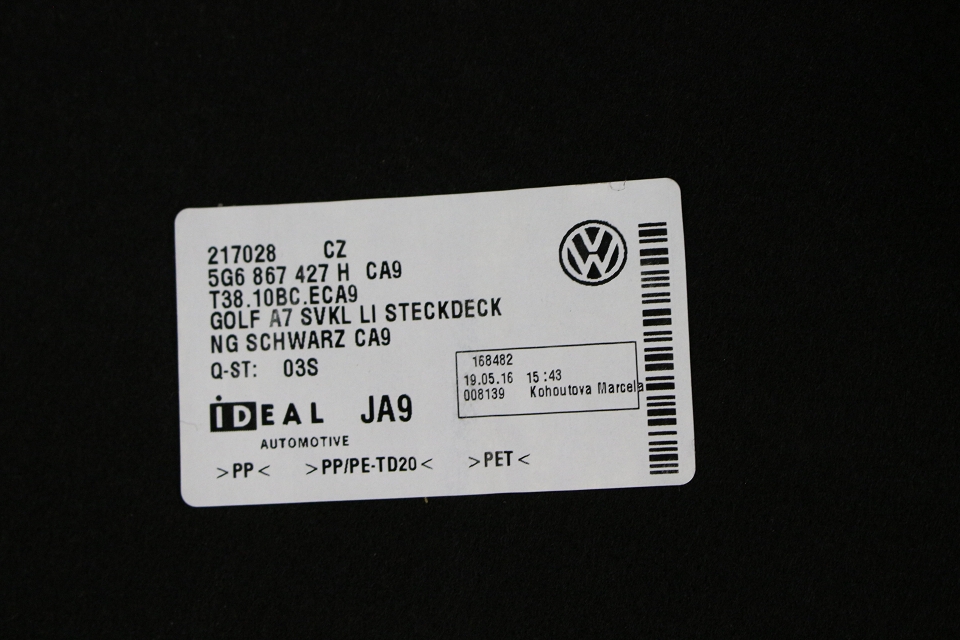 217028 CZ
5G6 867 427 H CA9
T38.10BC.ECA9
GOLF A7 SVKL LI STECKDECK
NG SCHWARZ CA9
Q-ST: 03S
168482
19.05.16 15:43
008139 Kohoutova Marcela
iDEAL JA9
AUTOMOTIVE
>PP< >PP/PE-TD20< >PET<
VW